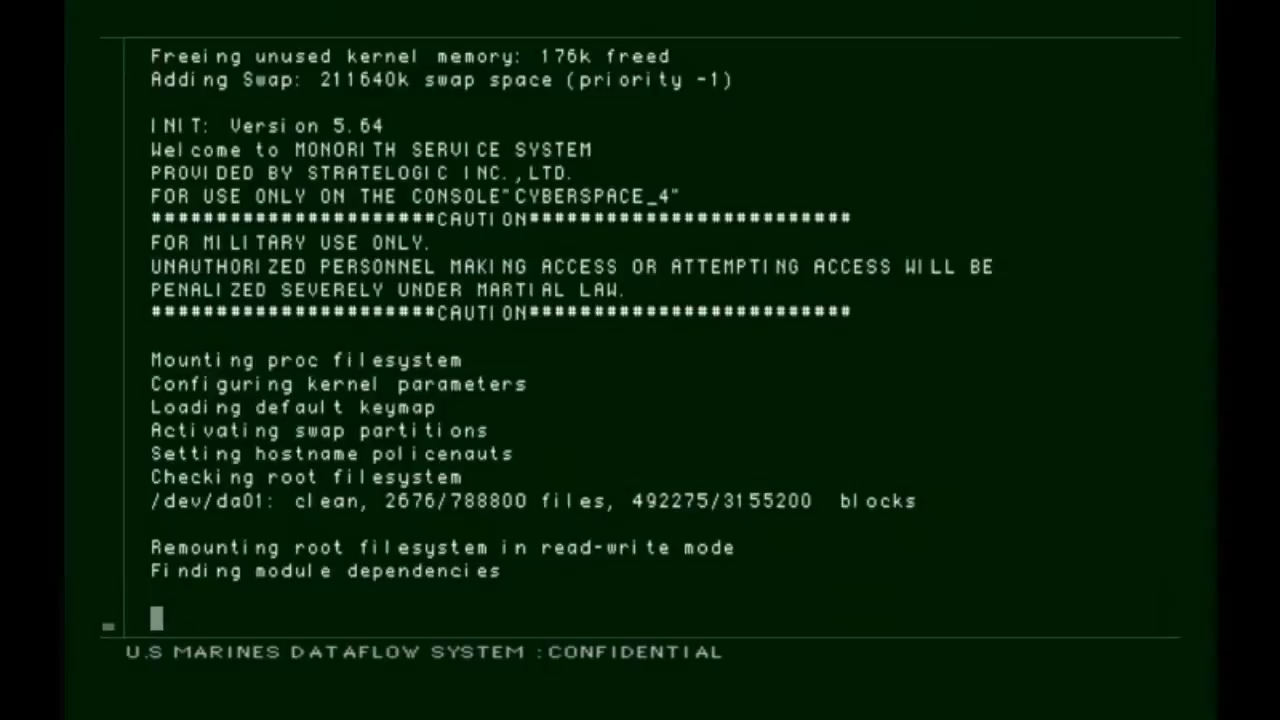 Freeing unused kernel memory: 176k freed
Adding Swap: 211640k swap space (priority -1)
INIT: Version 5.64
Welcome to MONORITH SERVICE SYSTEM
PROVIDED BY STRATELOGIC INC.,LTD.
FOR USE ONLY ON THE CONSOLE"CYBERSPACE_4"
######################CAUTION#########################
FOR MILITARY USE ONLY.
UNAUTHORIZED PERSONNEL MAKING ACCESS OR ATTEMPTING ACCESS WILL BE
PENALIZED SEVERELY UNDER MARTIAL LAW.
######################CAUTION#########################
Mounting proc filesystem
Configuring kernel parameters
Loading default keymap
Activating swap partitions
Setting hostname policenauts
Checking root filesystem
/dev/da01: clean, 2676/788800 files, 492275/3155200 blocks
Remounting root filesystem in read-write mode
Finding module dependencies
U.S MARINES DATAFLOW SYSTEM :CONFIDENTIAL